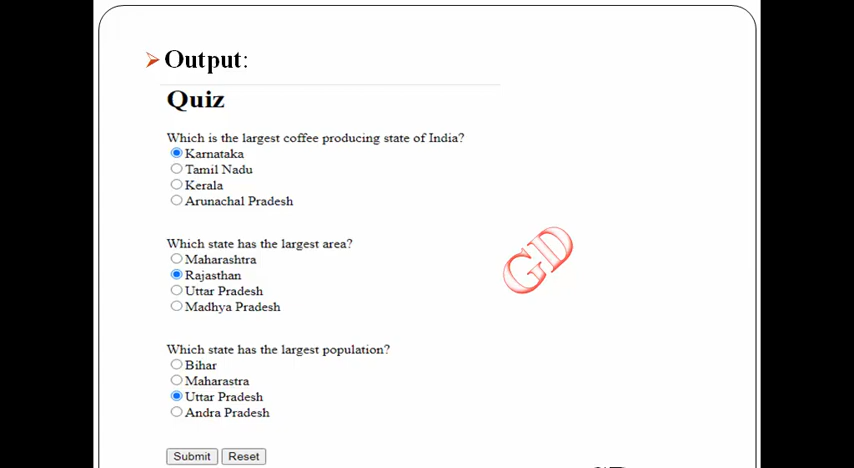 Output:
Quiz
Which is the largest coffee producing state of India?
Karnataka
Tamil Nadu
Kerala
Arunachal Pradesh
Which state has the largest area?
Maharashtra
Rajasthan
Uttar Pradesh
Madhya Pradesh
GD
Which state has the largest population?
Bihar
Maharastra
Uttar Pradesh
Andra Pradesh
Submit Reset